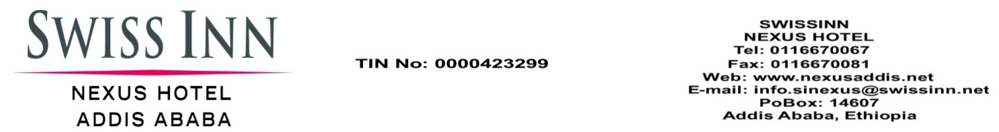 SWISS INN
NEXUS HOTEL
ADDIS ABABA
TIN No: 0000423299
SWISSINN
NEXUS HOTEL
Tel: 0116670067
Fax: 0116670081
Web: www.nexusaddis.net
E-mail: info.sinexus@swissinn.net
PoBox: 14607
Addis Ababa, Ethiopia